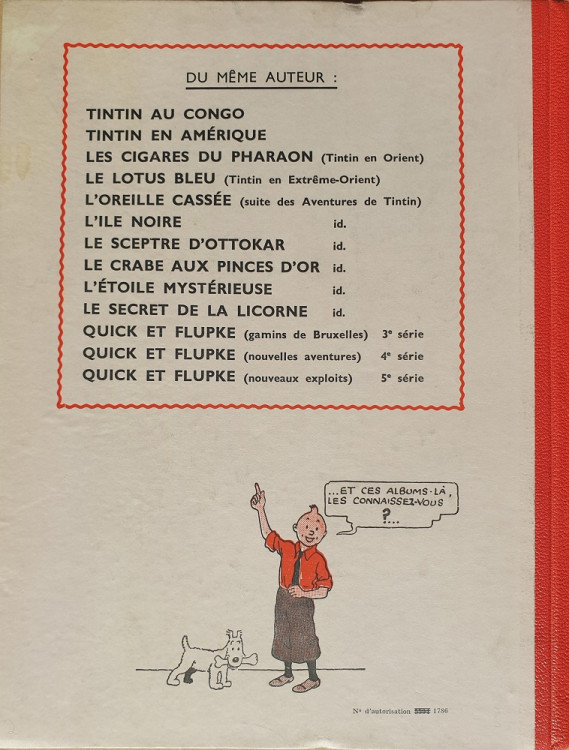 DU MÊME AUTEUR :
TINTIN AU CONGO
TINTIN EN AMÉRIQUE
LES CIGARES DU PHARAON (Tintin en Orient)
LE LOTUS BLEU (Tintin en Extrême-Orient)
L'OREILLE CASSÉE (suite des Aventures de Tintin)
L'ILE NOIRE id.
LE SCEPTRE D'OTTOKAR id.
LE CRABE AUX PINCES D'OR id.
L'ÉTOILE MYSTÉRIEUSE id.
LE SECRET DE LA LICORNE id.
QUICK ET FLUPKE (gamins de Bruxelles) 3e série
QUICK ET FLUPKE (nouvelles aventures) 4e série
QUICK ET FLUPKE (nouveaux exploits) 5e série
...ET CES ALBUMS-LÀ,
LES CONNAISSEZ-VOUS
?...
No d'autorisation 1786